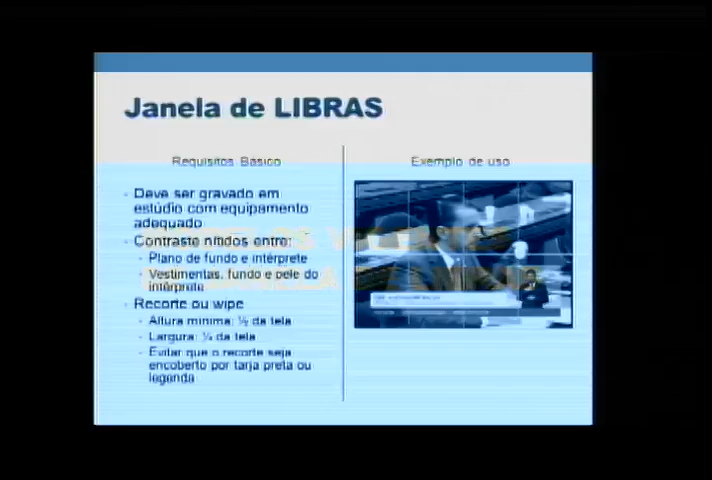 Janela de LIBRAS
Requisitos Básico
Exemplo de uso
Deve ser gravado em
estúdio com equipamento
adequado
Contraste nítidos entre:
Plano de fundo e intérprete
Vestimentas, fundo e pele do
intérprete
Recorte ou wipe
Altura mínima: ½ da tela
Largura: ¼ da tela
Evitar que o recorte seja
encoberto por tarja preta ou
legenda